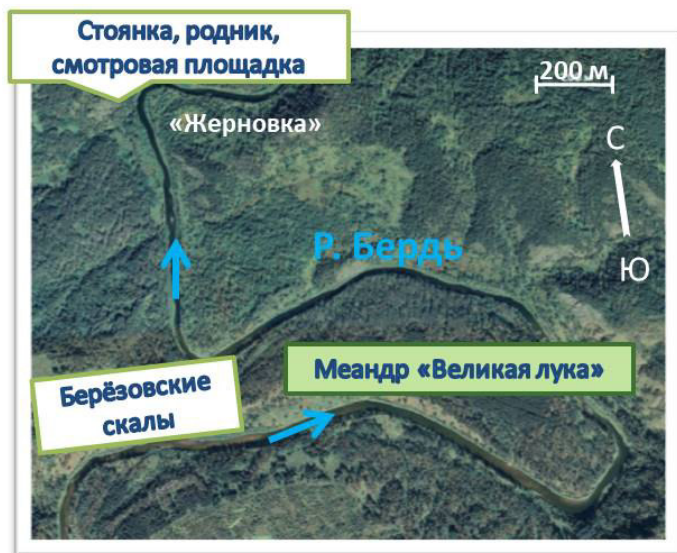 Стоянка, родник,
смотровая площадка
200 м
«Жерновка»
С
Р. Бердь
Ю
Меандр «Великая лука»
Берёзовские
скалы